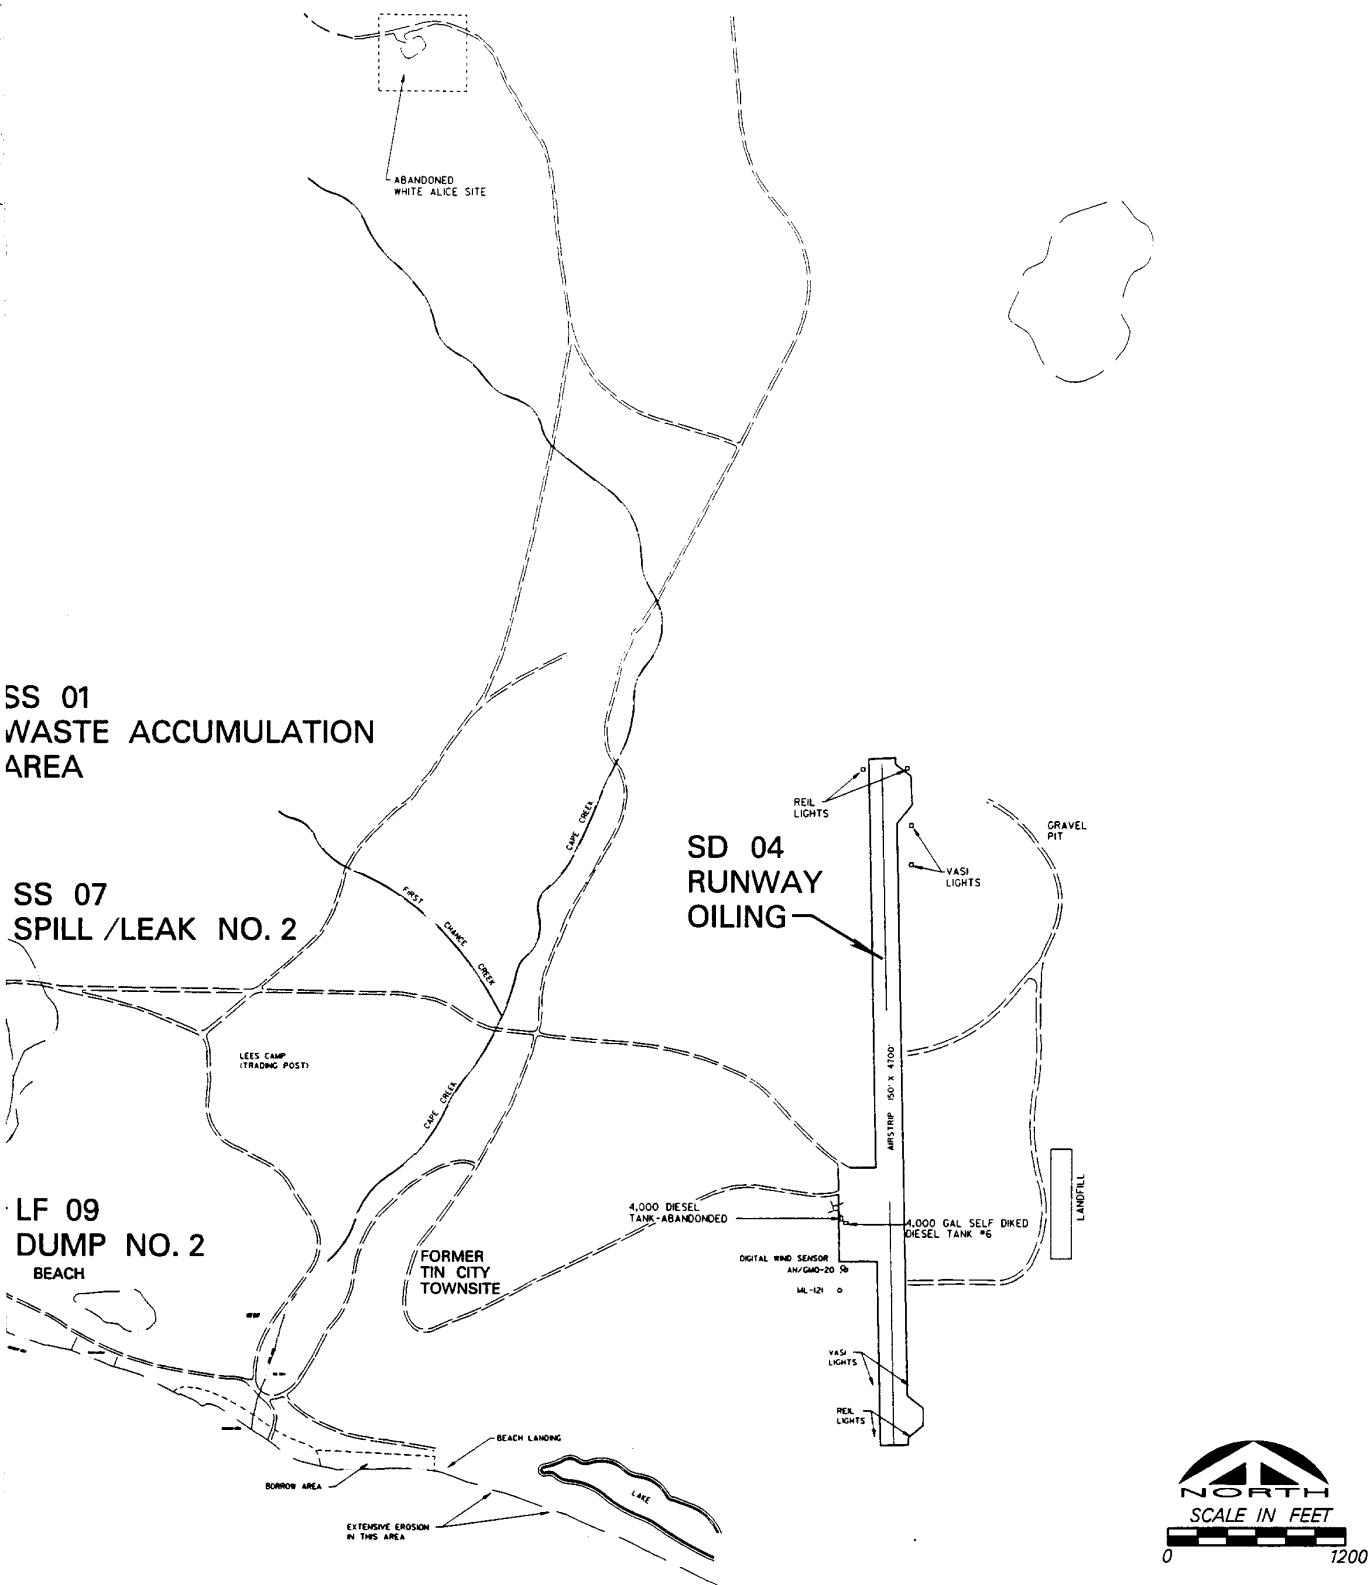 ABANDONED
WHITE ALICE SITE
SS 01
WASTE ACCUMULATION
AREA
REIL
LIGHTS
GRAVEL
PIT
CAPE CREEK
SD 04
RUNWAY
OILING
VASI
LIGHTS
SS 07
SPILL /LEAK NO. 2
FIRST CHANCE CREEK
LEES CAMP
(TRADING POST)
AIRSTRIP 150' X 4700'
CAPE CREEK
LF 09
DUMP NO. 2
BEACH
4,000 DIESEL
TANK-ABANDONDED
4,000 GAL SELF DIKED
DIESEL TANK #6
LANDFILL
FORMER
TIN CITY
TOWNSITE
DIGITAL WIND SENSOR
AN/GMQ-20
ML-121
VASI
LIGHTS
REIL
LIGHTS
BEACH LANDING
BORROW AREA
LAKE
EXTENSIVE EROSION
IN THIS AREA
NORTH
SCALE IN FEET
0 1200